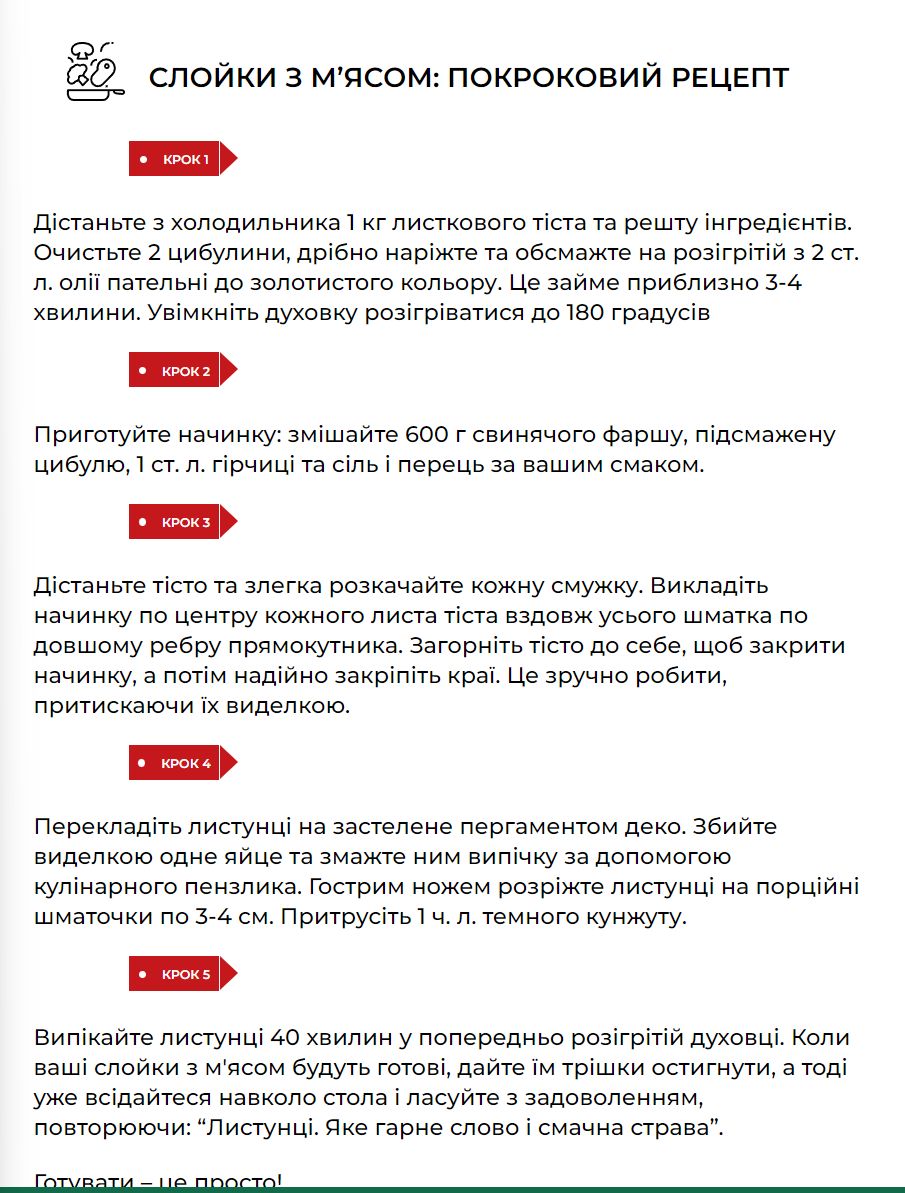 СЛОЙКИ З М’ЯСОМ: ПОКРОКОВИЙ РЕЦЕПТ
КРОК 1
Дістаньте з холодильника 1 кг листкового тіста та решту інгредієнтів.
Очистьте 2 цибулини, дрібно наріжте та обсмажте на розігрітій з 2 ст.
л. олії пательні до золотистого кольору. Це займе приблизно 3-4
хвилини. Увімкніть духовку розігріватися до 180 градусів
КРОК 2
Приготуйте начинку: змішайте 600 г свинячого фаршу, підсмажену
цибулю, 1 ст. л. гірчиці та сіль і перець за вашим смаком.
КРОК 3
Дістаньте тісто та злегка розкачайте кожну смужку. Викладіть
начинку по центру кожного листа тіста вздовж усього шматка по
довшому ребру прямокутника. Загорніть тісто до себе, щоб закрити
начинку, а потім надійно закріпіть краї. Це зручно робити,
притискаючи їх виделкою.
КРОК 4
Перекладіть листунці на застелене пергаментом деко. Збийте
виделкою одне яйце та змажте ним випічку за допомогою
кулінарного пензлика. Гострим ножем розріжте листунці на порційні
шматочки по 3-4 см. Притрусіть 1 ч. л. темного кунжуту.
КРОК 5
Випікайте листунці 40 хвилин у попередньо розігрітій духовці. Коли
ваші слойки з м'ясом будуть готові, дайте їм трішки остигнути, а тоді
уже всідайтеся навколо стола і ласуйте з задоволенням,
повторюючи: “Листунці. Яке гарне слово і смачна страва”.
Готувати – це просто!